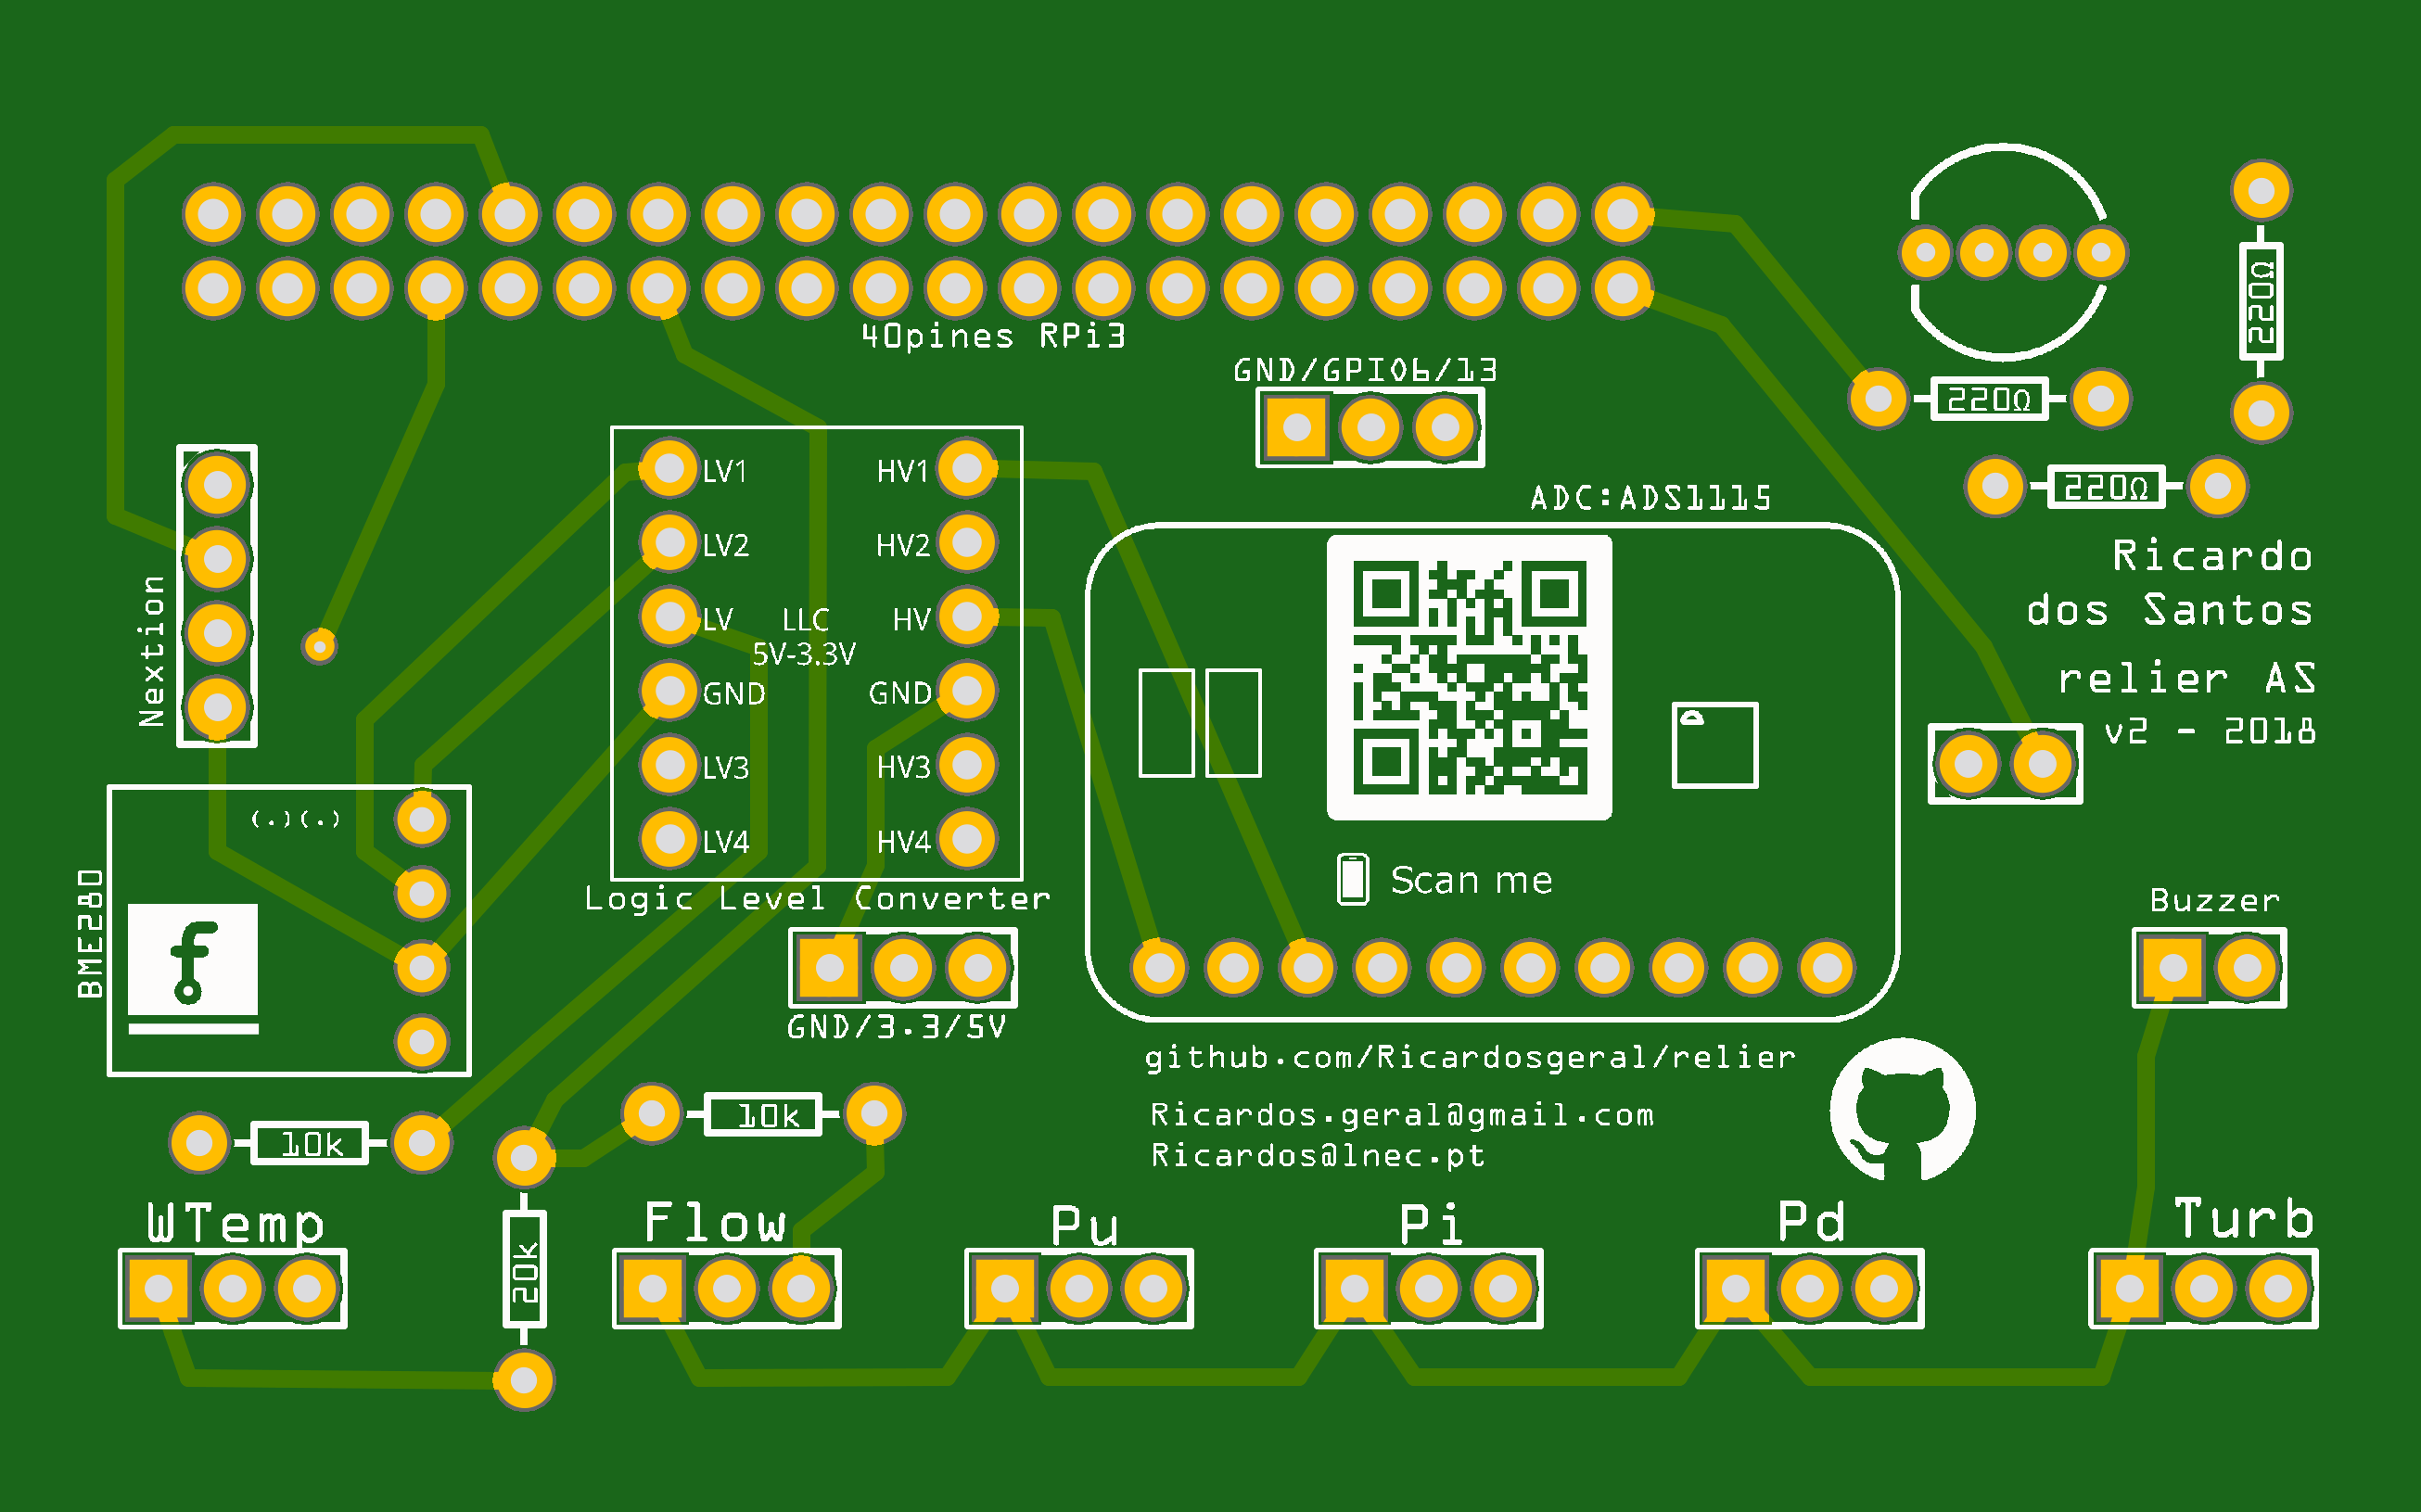 40pines RPi3
GND/GPIO6/13
220Ω
220Ω
220Ω
ADC:ADS1115
Ricardo
dos Santos
relier AS
v2 - 2018
Nextion
LV1
HV1
LV2
HV2
LV
LLC
HV
5V-3.3V
GND
GND
LV3
HV3
LV4
HV4
Logic Level Converter
(.)(.)
BME280
f
Scan me
Buzzer
GND/3.3/5V
github.com/Ricardosgeral/relier
Ricardos.geral@gmail.com
Ricardos@lnec.pt
10k
10k
20k
WTemp
Flow
Pu
Pi
Pd
Turb